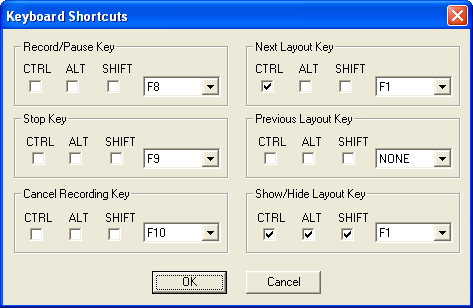 Keyboard Shortcuts
Record/Pause Key
CTRL ALT SHIFT
F8
Next Layout Key
CTRL ALT SHIFT
F1
Stop Key
CTRL ALT SHIFT
F9
Previous Layout Key
CTRL ALT SHIFT
NONE
Cancel Recording Key
CTRL ALT SHIFT
F10
Show/Hide Layout Key
CTRL ALT SHIFT
F1
OK Cancel